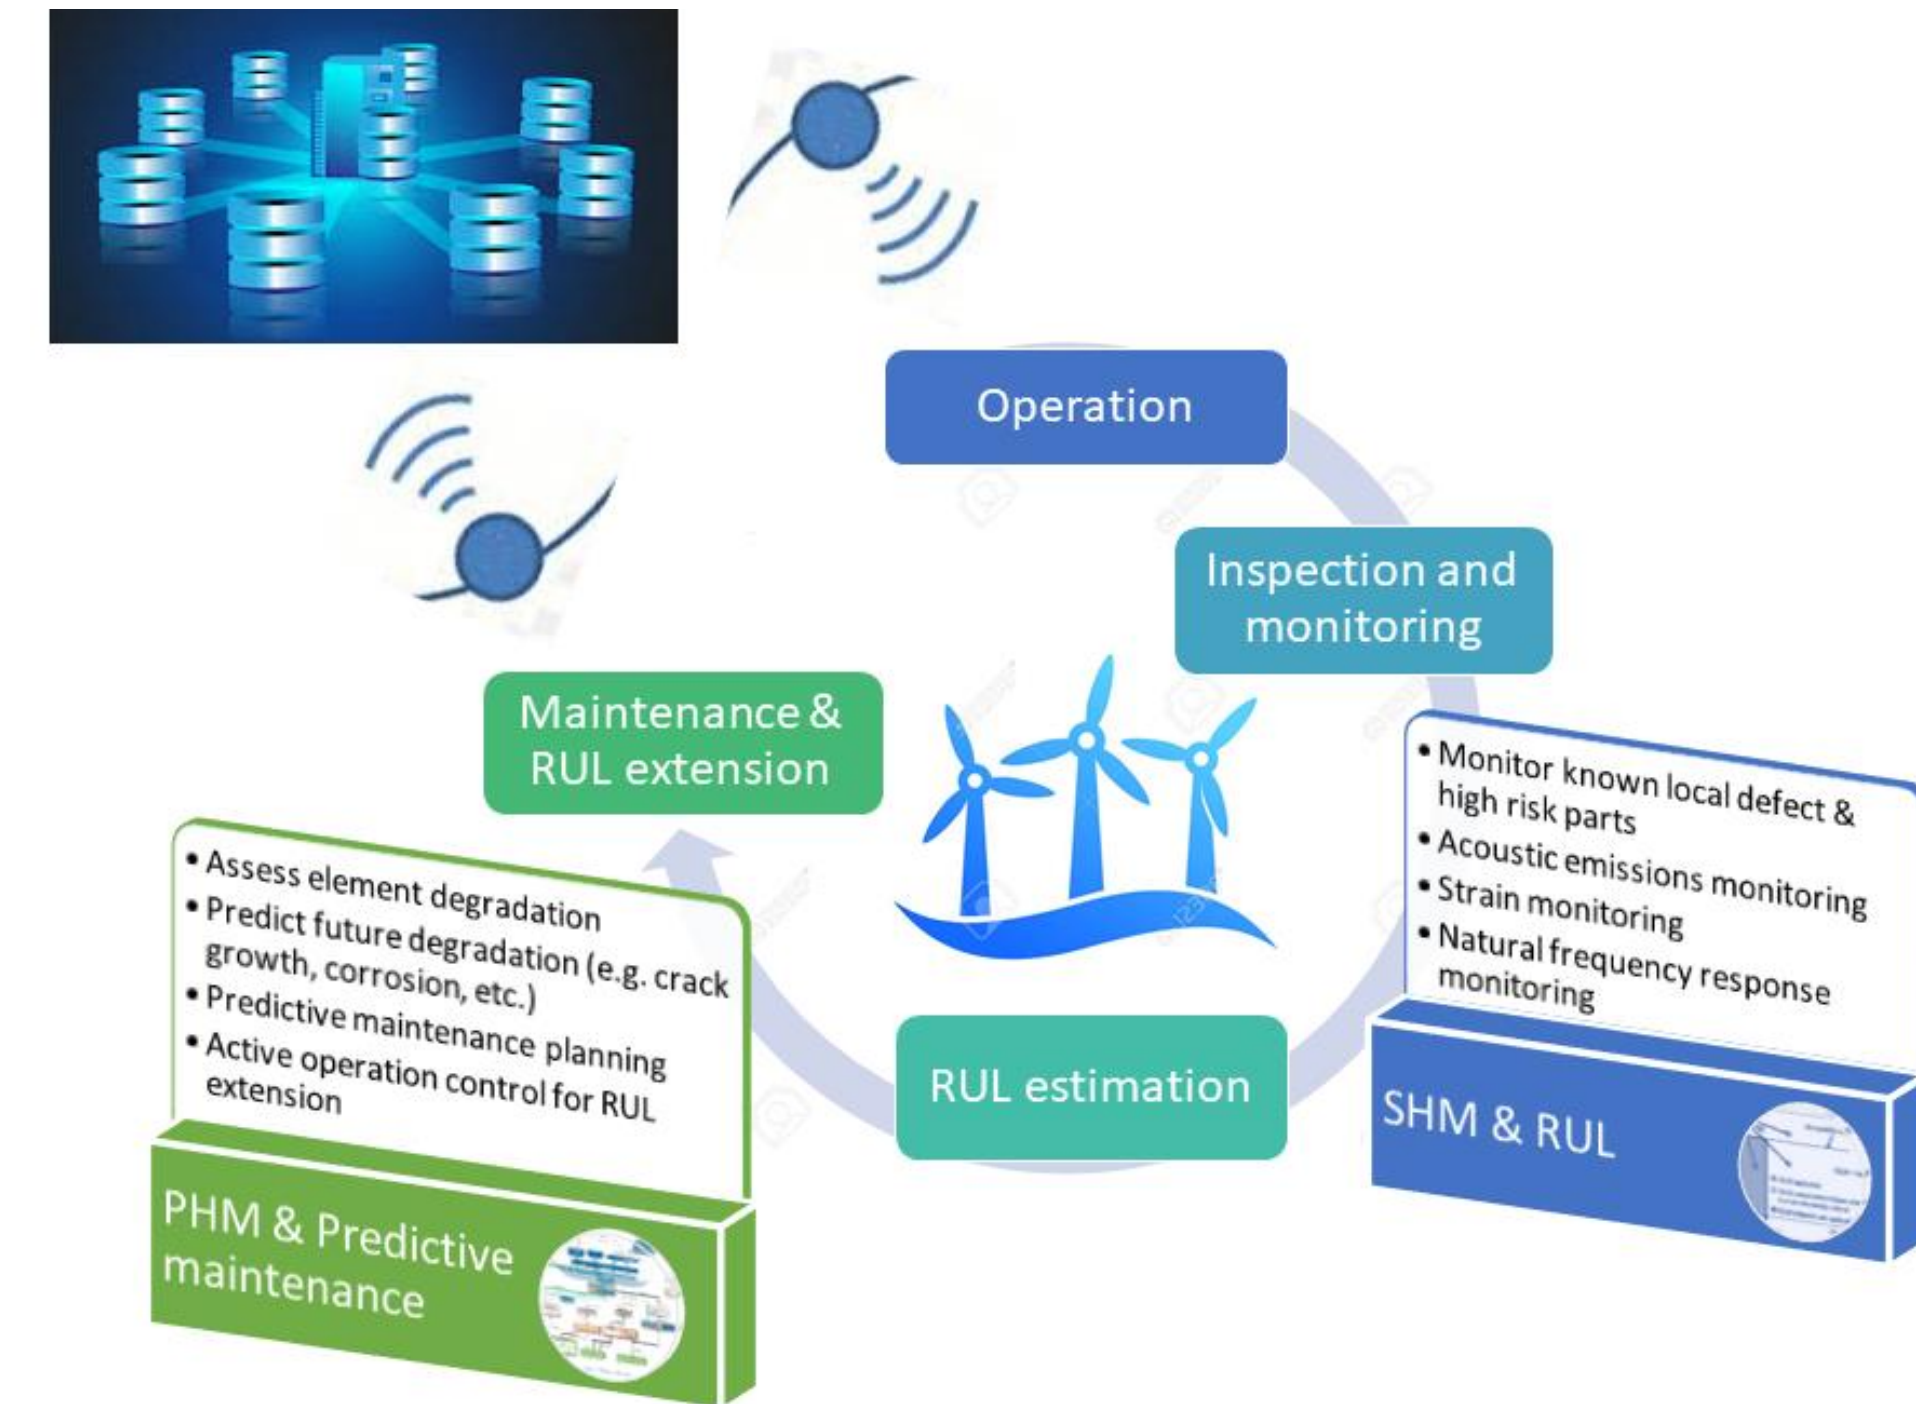 Operation
Inspection and
monitoring
Maintenance &
RUL extension
• Monitor known local defect &
high risk parts
• Acoustic emissions monitoring
• Strain monitoring
• Natural frequency response
monitoring
SHM & RUL
RUL estimation
• Assess element degradation
• Predict future degradation (e.g. crack
growth, corrosion, etc.)
• Predictive maintenance planning
• Active operation control for RUL
extension
PHM & Predictive
maintenance